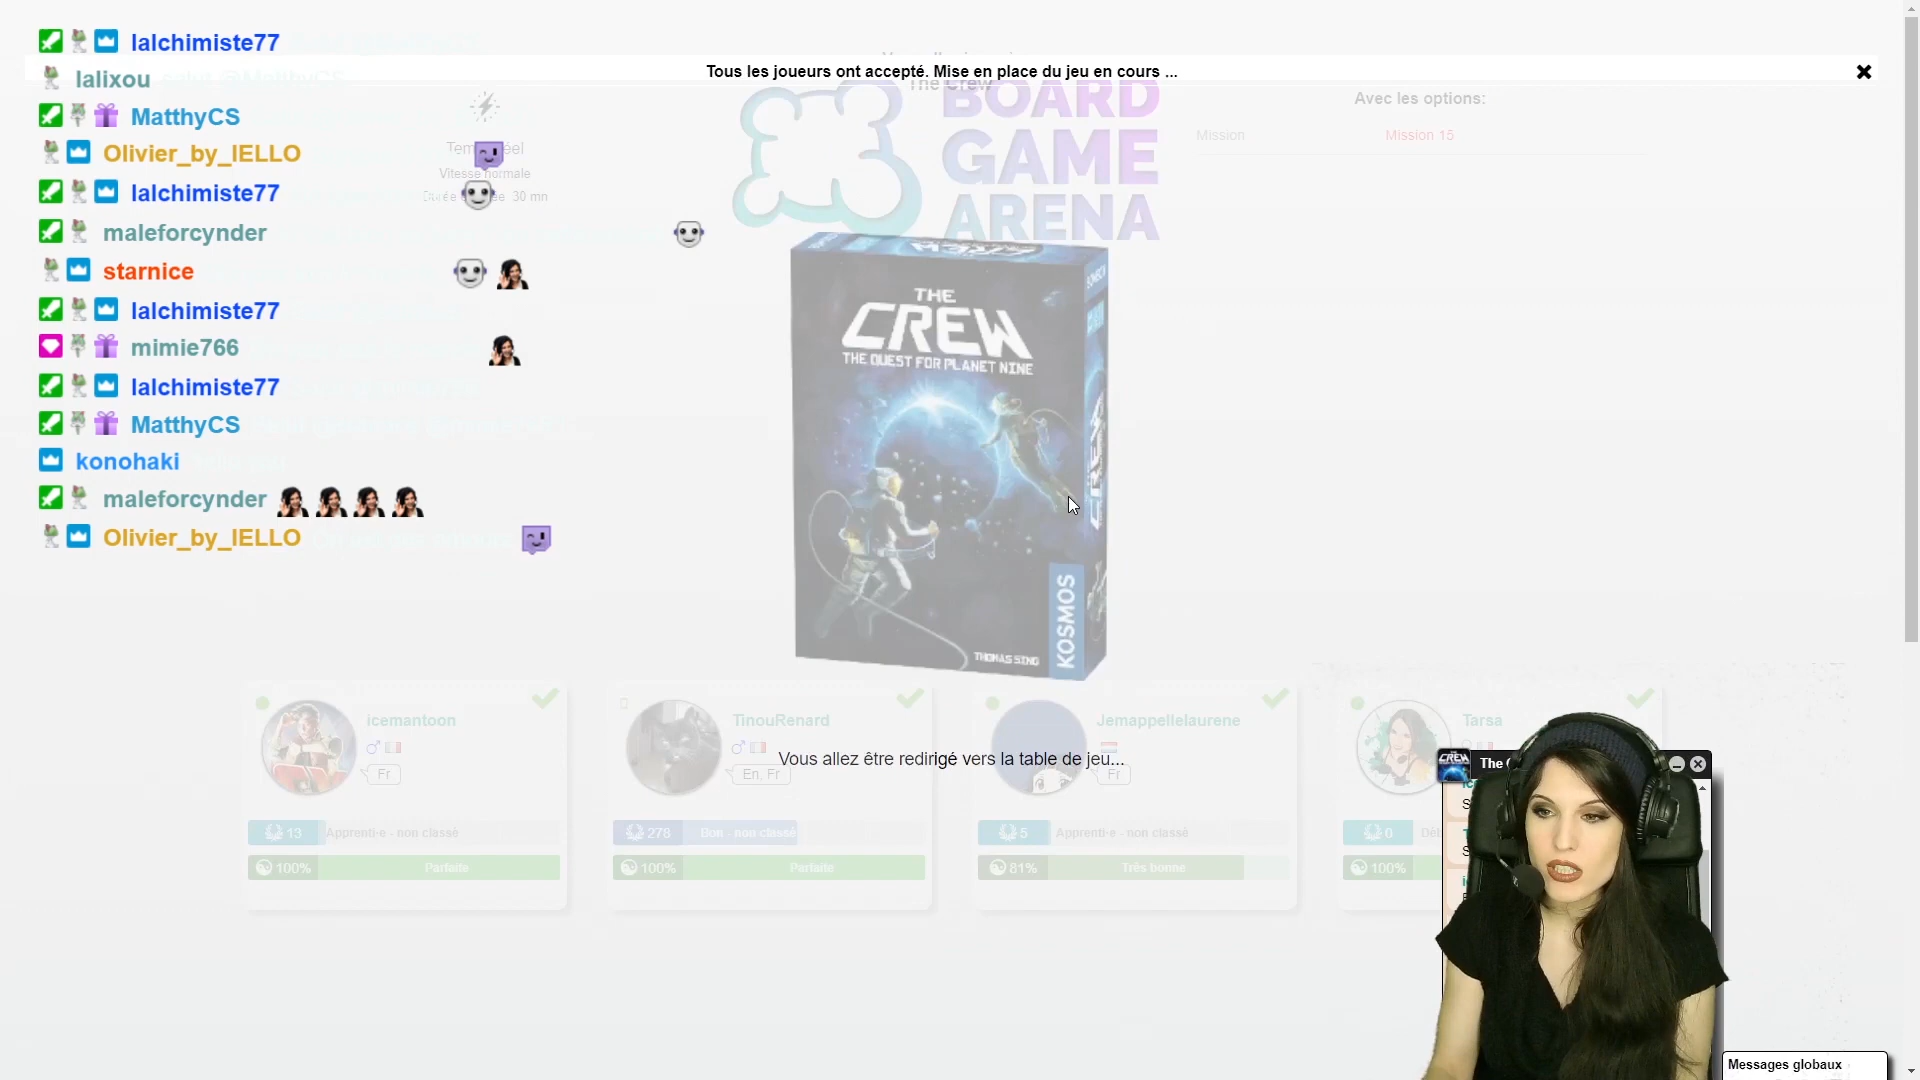 lalchimiste77
lalixou
Tous les joueurs ont accepté. Mise en place du jeu en cours ...
The Crew
BOARD
GAME
ARENA
Avec les options:
Mission
Mission 15
MatthyCS
Olivier_by_IELLO
Vitesse normale
30 mn
lalchimiste77
maleforcynder
starnice
lalchimiste77
mimie766
lalchimiste77
MatthyCS
konohaki
maleforcynder
Olivier_by_IELLO
THE
CREW
THE QUEST FOR PLANET NINE
CREW
KOSMOS
THOMAS SING
icemantoon
Fr
13
Apprenti·e - non classé
100%
Parfaite
TinouRenard
En, Fr
278
Bon - non classé
100%
Parfaite
Jemappellelaurene
Fr
5
Apprenti·e - non classé
81%
Très bonne
Tarsa
0
100%
Vous allez être redirigé vers la table de jeu...
The
Messages globaux